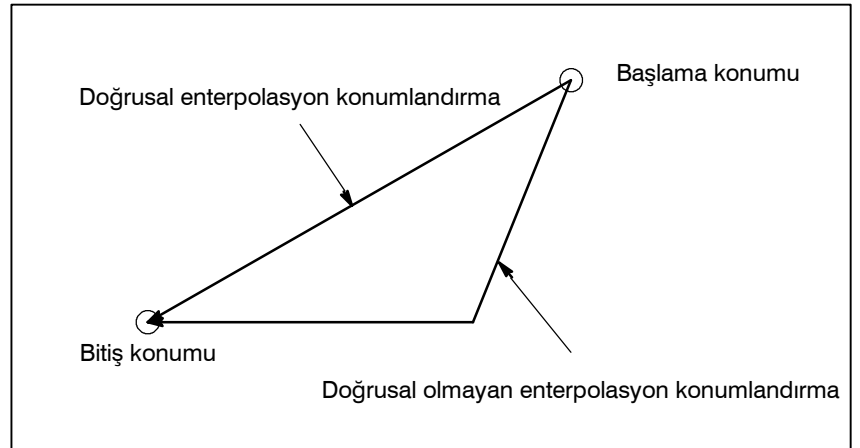 Başlama konumu
Doğrusal enterpolasyon konumlandırma
Bitiş konumu
Doğrusal olmayan enterpolasyon konumlandırma